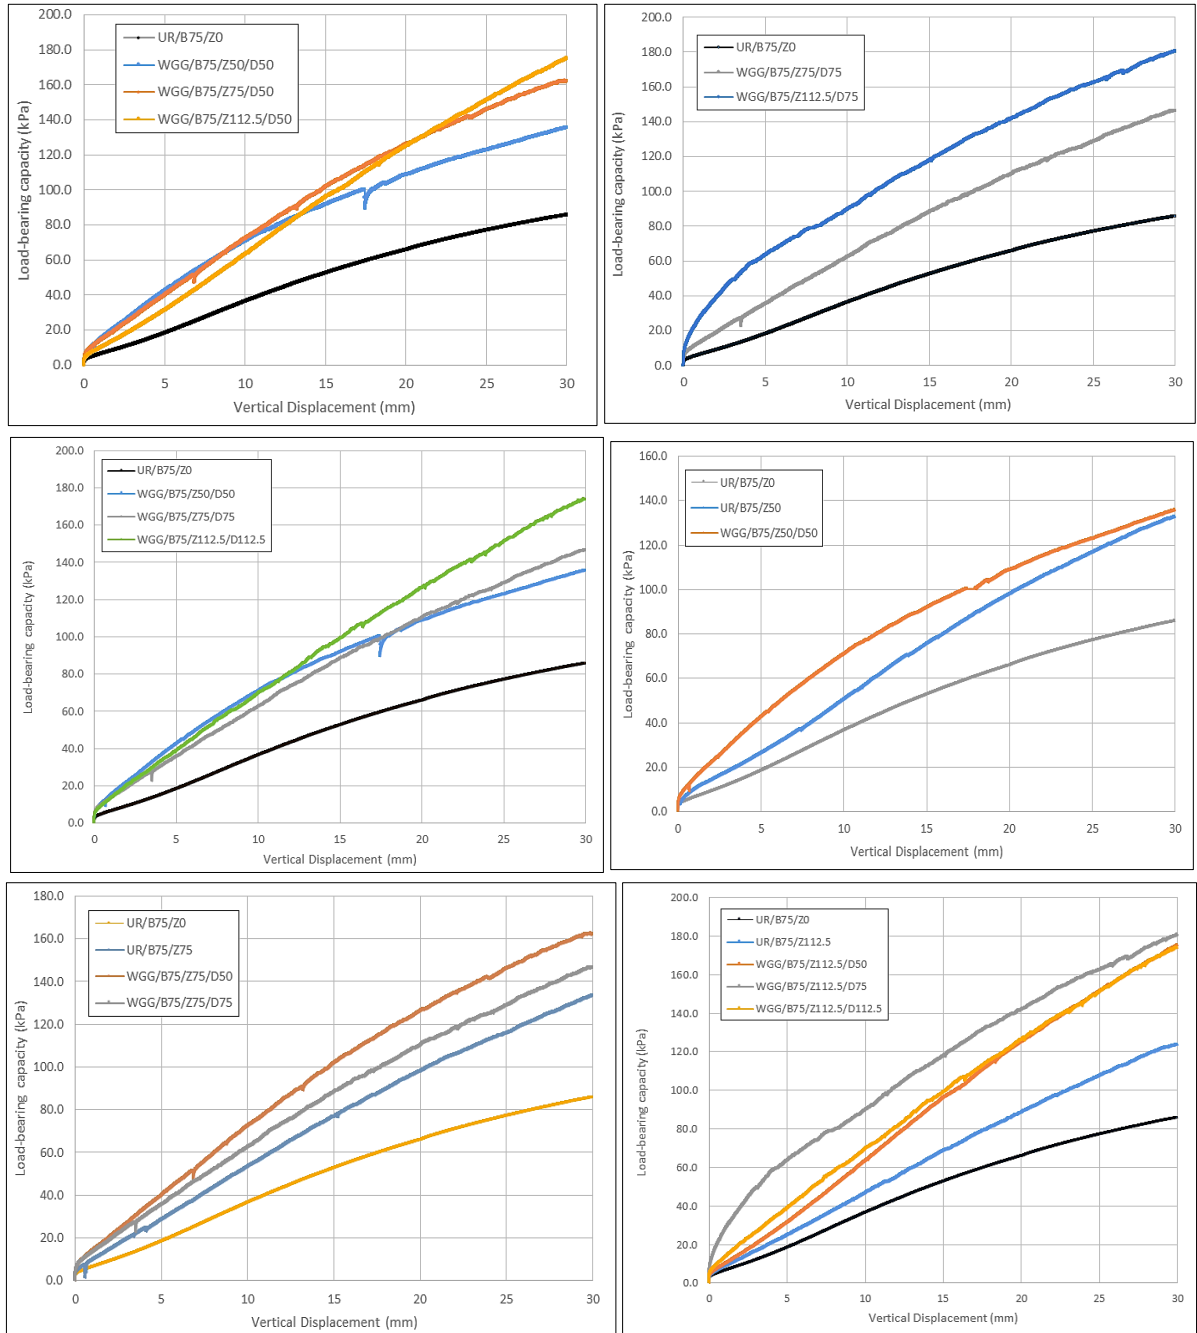 200.0
180.0
160.0
140.0
120.0
100.0
80.0
60.0
40.0
20.0
0.0
Load-bearing capacity (kPa)
UR/B75/Z0
WGG/B75/Z50/D50
WGG/B75/Z75/D50
WGG/B75/Z112.5/D50
0 5 10 15 20 25 30
Vertical Displacement (mm)
200.0
180.0
160.0
140.0
120.0
100.0
80.0
60.0
40.0
20.0
0.0
Load-bearing capacity (kPa)
UR/B75/Z0
WGG/B75/Z75/D75
WGG/B75/Z112.5/D75
0 5 10 15 20 25 30
Vertical Displacement (mm)
200.0
180.0
160.0
140.0
120.0
100.0
80.0
60.0
40.0
20.0
0.0
Load-bearing capacity (kPa)
UR/B75/Z0
WGG/B75/Z50/D50
WGG/B75/Z75/D75
WGG/B75/Z112.5/D112.5
0 5 10 15 20 25 30
Vertical Displacement (mm)
160.0
140.0
120.0
100.0
80.0
60.0
40.0
20.0
0.0
Load-bearing capacity (kPa)
UR/B75/Z0
UR/B75/Z50
WGG/B75/Z50/D50
0 5 10 15 20 25 30
Vertical Displacement (mm)
180.0
160.0
140.0
120.0
100.0
80.0
60.0
40.0
20.0
0.0
Load-bearing capacity (kPa)
UR/B75/Z0
UR/B75/Z75
WGG/B75/Z75/D50
WGG/B75/Z75/D75
0 5 10 15 20 25 30
Vertical Displacement (mm)
200.0
180.0
160.0
140.0
120.0
100.0
80.0
60.0
40.0
20.0
0.0
Load-bearing capacity (kPa)
UR/B75/Z0
UR/B75/Z112.5
WGG/B75/Z112.5/D50
WGG/B75/Z112.5/D75
WGG/B75/Z112.5/D112.5
0 5 10 15 20 25 30
Vertical Displacement (mm)